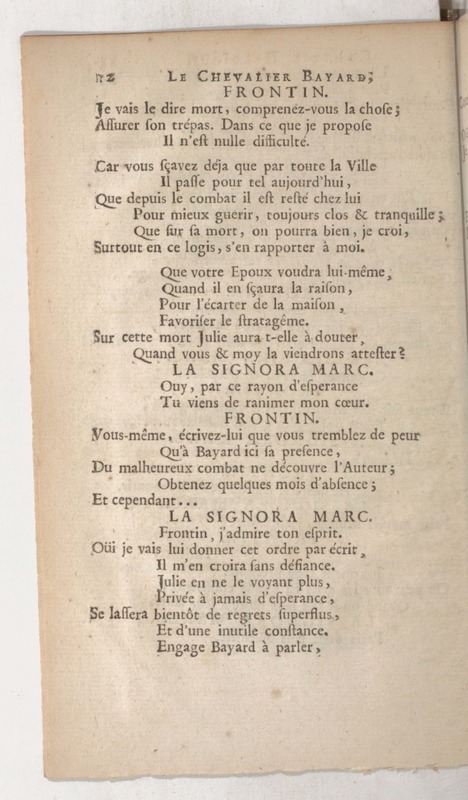 172 LE CHEVALIER BAYARD;
FRONTIN.
Je vais le dire mort, comprenez-vous la chose;
Assurer son trépas. Dans ce que je propose
Il n'est nulle difficulté.
Car vous sçavez déja que par toute la Ville
Il passe pour tel aujourd'hui,
Que depuis le combat il est resté chez lui
Pour mieux guerir, toujours clos & tranquille;
Que sur sa mort, on pourra bien, je croi,
Surtout en ce logis, s'en rapporter à moi.
Que votre Epoux voudra lui-même,
Quand il en sçaura la raison,
Pour l'écarter de la maison,
Favoriser le stratagéme.
Sur cette mort Julie aura t-elle à douter,
Quand vous & moy la viendrons attester?
LA SIGNORA MARC.
Ouy, par ce rayon d'esperance
Tu viens de ranimer mon cœur.
FRONTIN.
Vous-même, écrivez-lui que vous tremblez de peur
Qu'à Bayard ici sa presence,
Du malheureux combat ne découvre l'Auteur;
Obtenez quelques mois d'absence;
Et cependant...
LA SIGNORA MARC.
Frontin, j'admire ton esprit.
Oüi je vais lui donner cet ordre par écrit,
Il m'en croira sans défiance.
Julie en ne le voyant plus,
Privée à jamais d'esperance,
Se lassera bientôt de regrets superflus,
Et d'une inutile constance.
Engage Bayard à parler,